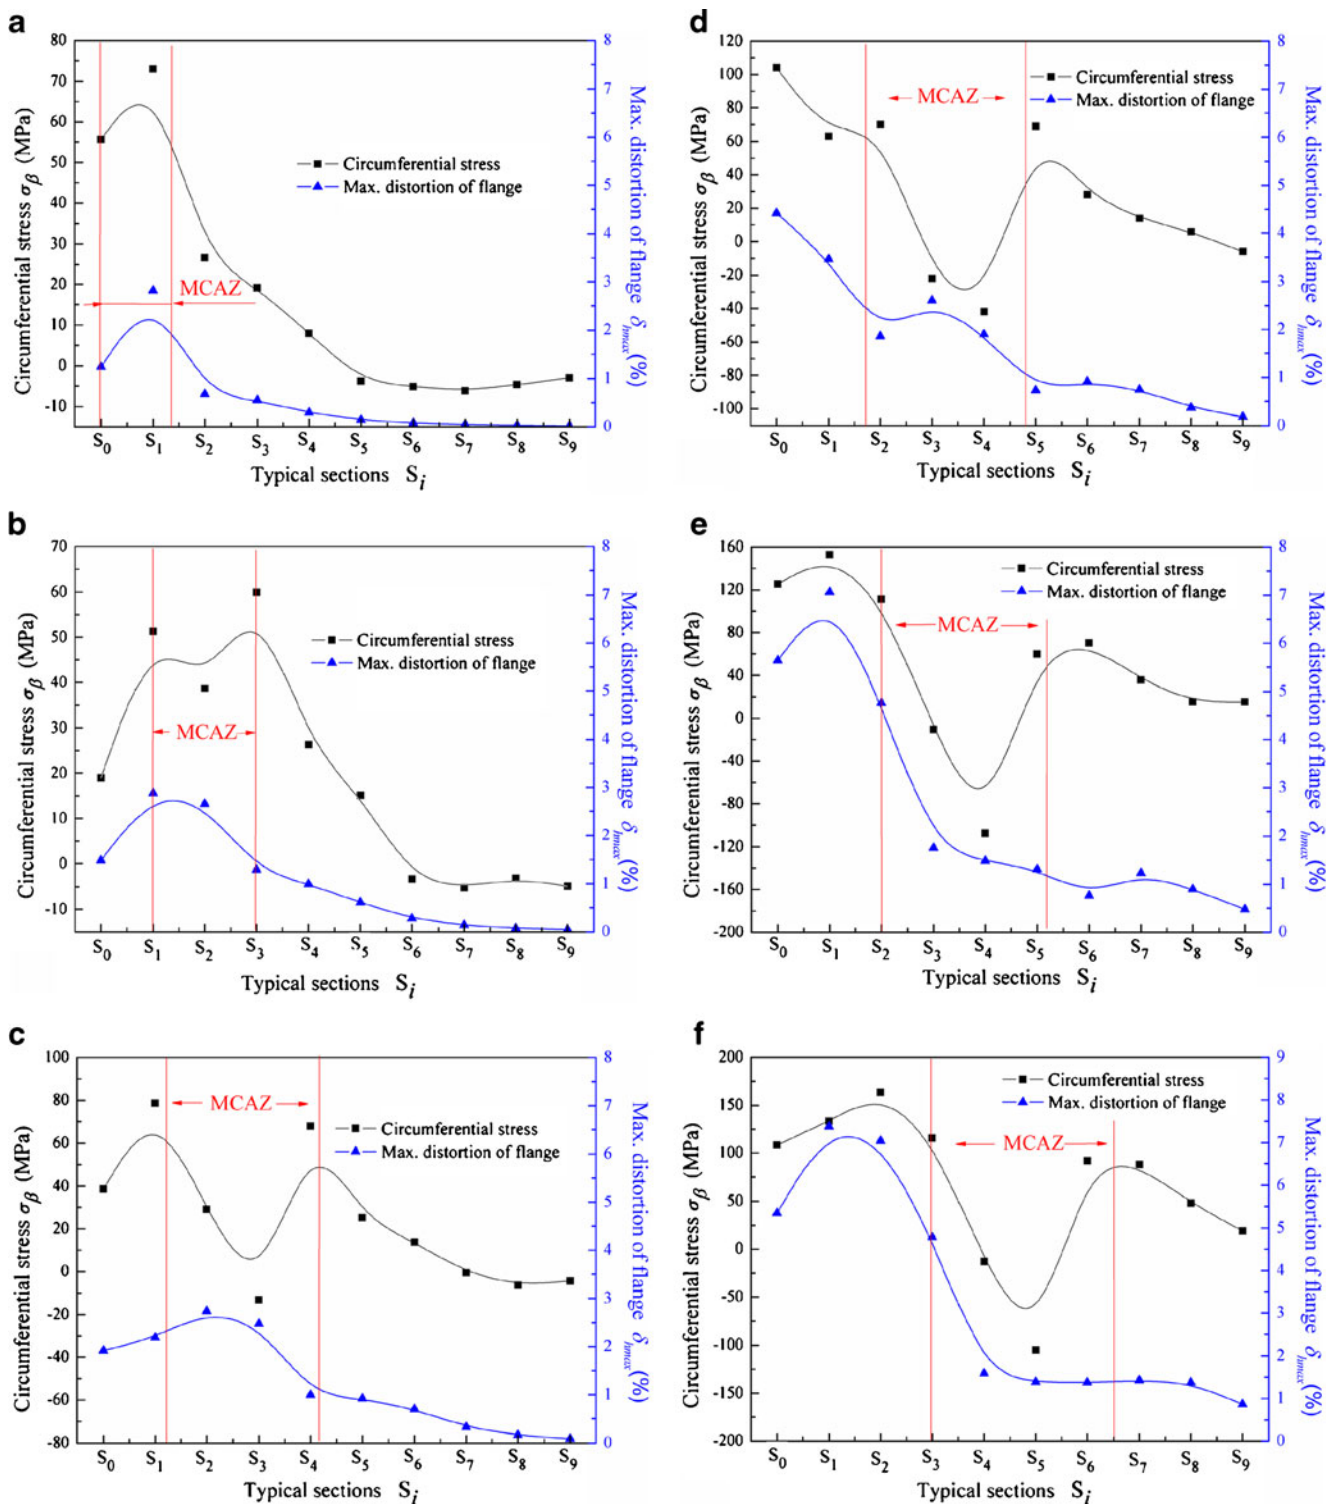 a
80
70
60
50
40
30
20
10
0
-10
Circumferential stress σβ (MPa)
8
7
6
5
4
3
2
1
0
Max. distortion of flange δhmax(%)
Circumferential stress
Max. distortion of flange
MCAZ
S0 S1 S2 S3 S4 S5 S6 S7 S8 S9
Typical sections Si
d
120
100
80
60
40
20
0
-20
-40
-60
-80
-100
Circumferential stress σβ (MPa)
8
7
6
5
4
3
2
1
0
Max. distortion of flange δhmax(%)
MCAZ
Circumferential stress
Max. distortion of flange
S0 S1 S2 S3 S4 S5 S6 S7 S8 S9
Typical sections Si
b
70
60
50
40
30
20
10
0
-10
Circumferential stress σβ (MPa)
8
7
6
5
4
3
2
1
0
Max. distortion of flange δhmax(%)
Circumferential stress
Max. distortion of flange
MCAZ
S0 S1 S2 S3 S4 S5 S6 S7 S8 S9
Typical sections Si
e
160
120
80
40
0
-40
-80
-120
-160
-200
Circumferential stress σβ (MPa)
8
7
6
5
4
3
2
1
0
Max. distortion of flange δhmax(%)
Circumferential stress
Max. distortion of flange
MCAZ
S0 S1 S2 S3 S4 S5 S6 S7 S8 S9
Typical sections Si
c
100
80
60
40
20
0
-20
-40
-60
-80
Circumferential stress σβ (MPa)
8
7
6
5
4
3
2
1
0
Max. distortion of flange δhmax(%)
MCAZ
Circumferential stress
Max. distortion of flange
S0 S1 S2 S3 S4 S5 S6 S7 S8 S9
Typical sections Si
f
200
150
100
50
0
-50
-100
-150
-200
Circumferential stress σβ (MPa)
9
8
7
6
5
4
3
2
1
0
Max. distortion of flange δhmax(%)
Circumferential stress
Max. distortion of flange
MCAZ
S0 S1 S2 S3 S4 S5 S6 S7 S8 S9
Typical sections Si